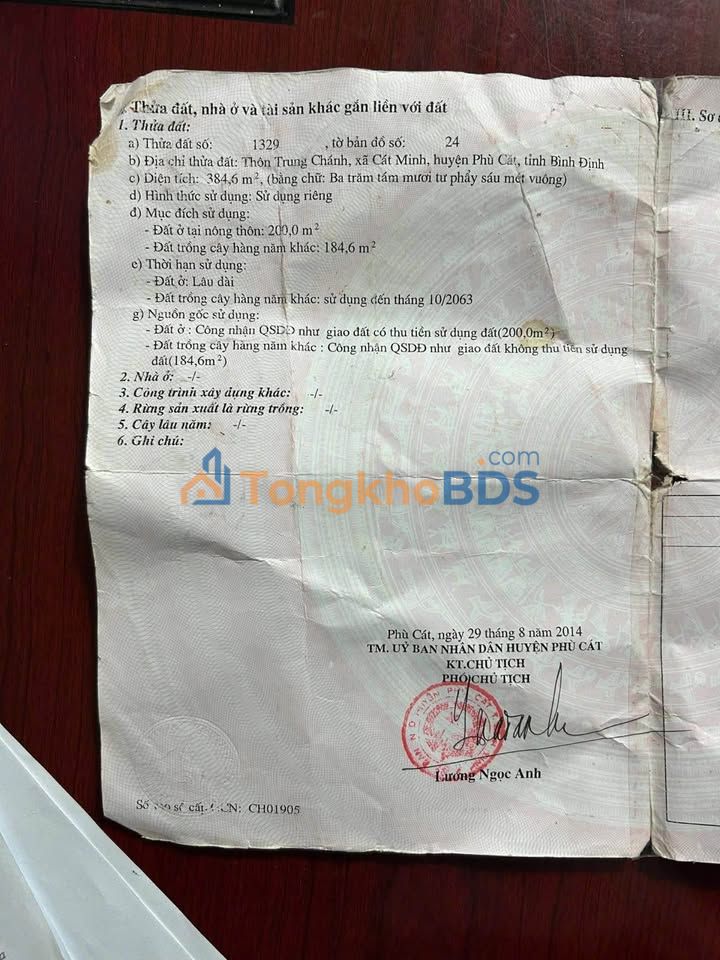 Thửa đất, nhà ở và tài sản khác gắn liền với đất
1. Thửa đất:
a) Thửa đất số: 1329 , tờ bản đồ số: 24
b) Địa chỉ thửa đất: Thôn Trung Chánh, xã Cát Minh, huyện Phù Cát, tỉnh Bình Định
c) Diện tích: 384,6 m², (bằng chữ: Ba trăm tám mươi tư phẩy sáu mét vuông)
d) Hình thức sử dụng: Sử dụng riêng
đ) Mục đích sử dụng:
- Đất ở tại nông thôn: 200,0 m²
- Đất trồng cây hàng năm khác: 184,6 m²
e) Thời hạn sử dụng:
- Đất ở: Lâu dài
- Đất trồng cây hàng năm khác: sử dụng đến tháng 10/2063
g) Nguồn gốc sử dụng:
- Đất ở : Công nhận QSDĐ như giao đất có thu tiền sử dụng đất(200,0m²)
- Đất trồng cây hàng năm khác : Công nhận QSDĐ như giao đất không thu tiền sử dụng
đất(184,6m²)
2. Nhà ở: -/-
3. Công trình xây dựng khác: -/-
4. Rừng sản xuất là rừng trồng: -/-
5. Cây lâu năm: -/-
6. Ghi chú:
TongkhoBDS.com
Phù Cát, ngày 29 tháng 8 năm 2014
TM. UỶ BAN NHÂN DÂN HUYỆN PHÙ CÁT
KT.CHỦ TỊCH
PHÓ CHỦ TỊCH
Lương Ngọc Anh
Số vào sổ cấp GCN: CH01905
III. Sơ